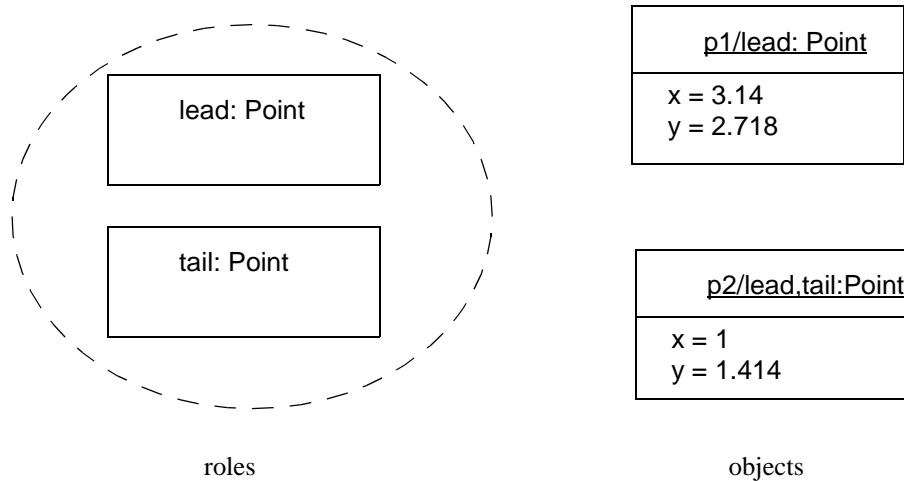 lead: Point
tail: Point
roles
p1/lead: Point
x = 3.14
y = 2.718
p2/lead,tail:Point
x = 1
y = 1.414
objects